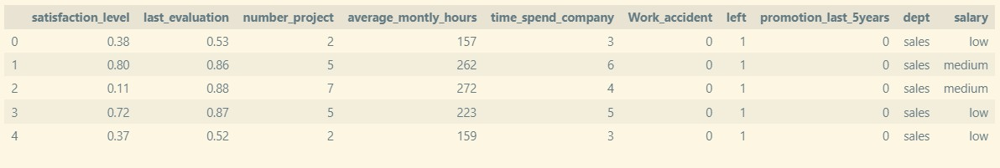 satisfaction_level last_evaluation number_project average_montly_hours time_spend_company Work_accident left promotion_last_5years dept salary
0 0.38 0.53 2 157 3 0 1 0 sales low
1 0.80 0.86 5 262 6 0 1 0 sales medium
2 0.11 0.88 7 272 4 0 1 0 sales medium
3 0.72 0.87 5 223 5 0 1 0 sales low
4 0.37 0.52 2 159 3 0 1 0 sales low